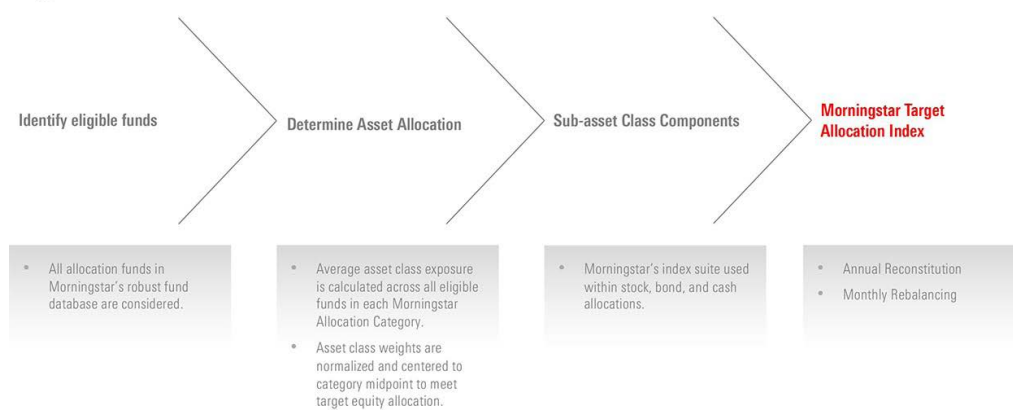 Identify eligible funds
Determine Asset Allocation
Sub-asset Class Components
Morningstar Target
Allocation Index
• All allocation funds in
Morningstar's robust fund
database are considered.
• Average asset class exposure
is calculated across all eligible
funds in each Morningstar
Allocation Category.
• Asset class weights are
normalized and centered to
category midpoint to meet
target equity allocation.
• Morningstar's index suite used
within stock, bond, and cash
allocations.
• Annual Reconstitution
• Monthly Rebalancing